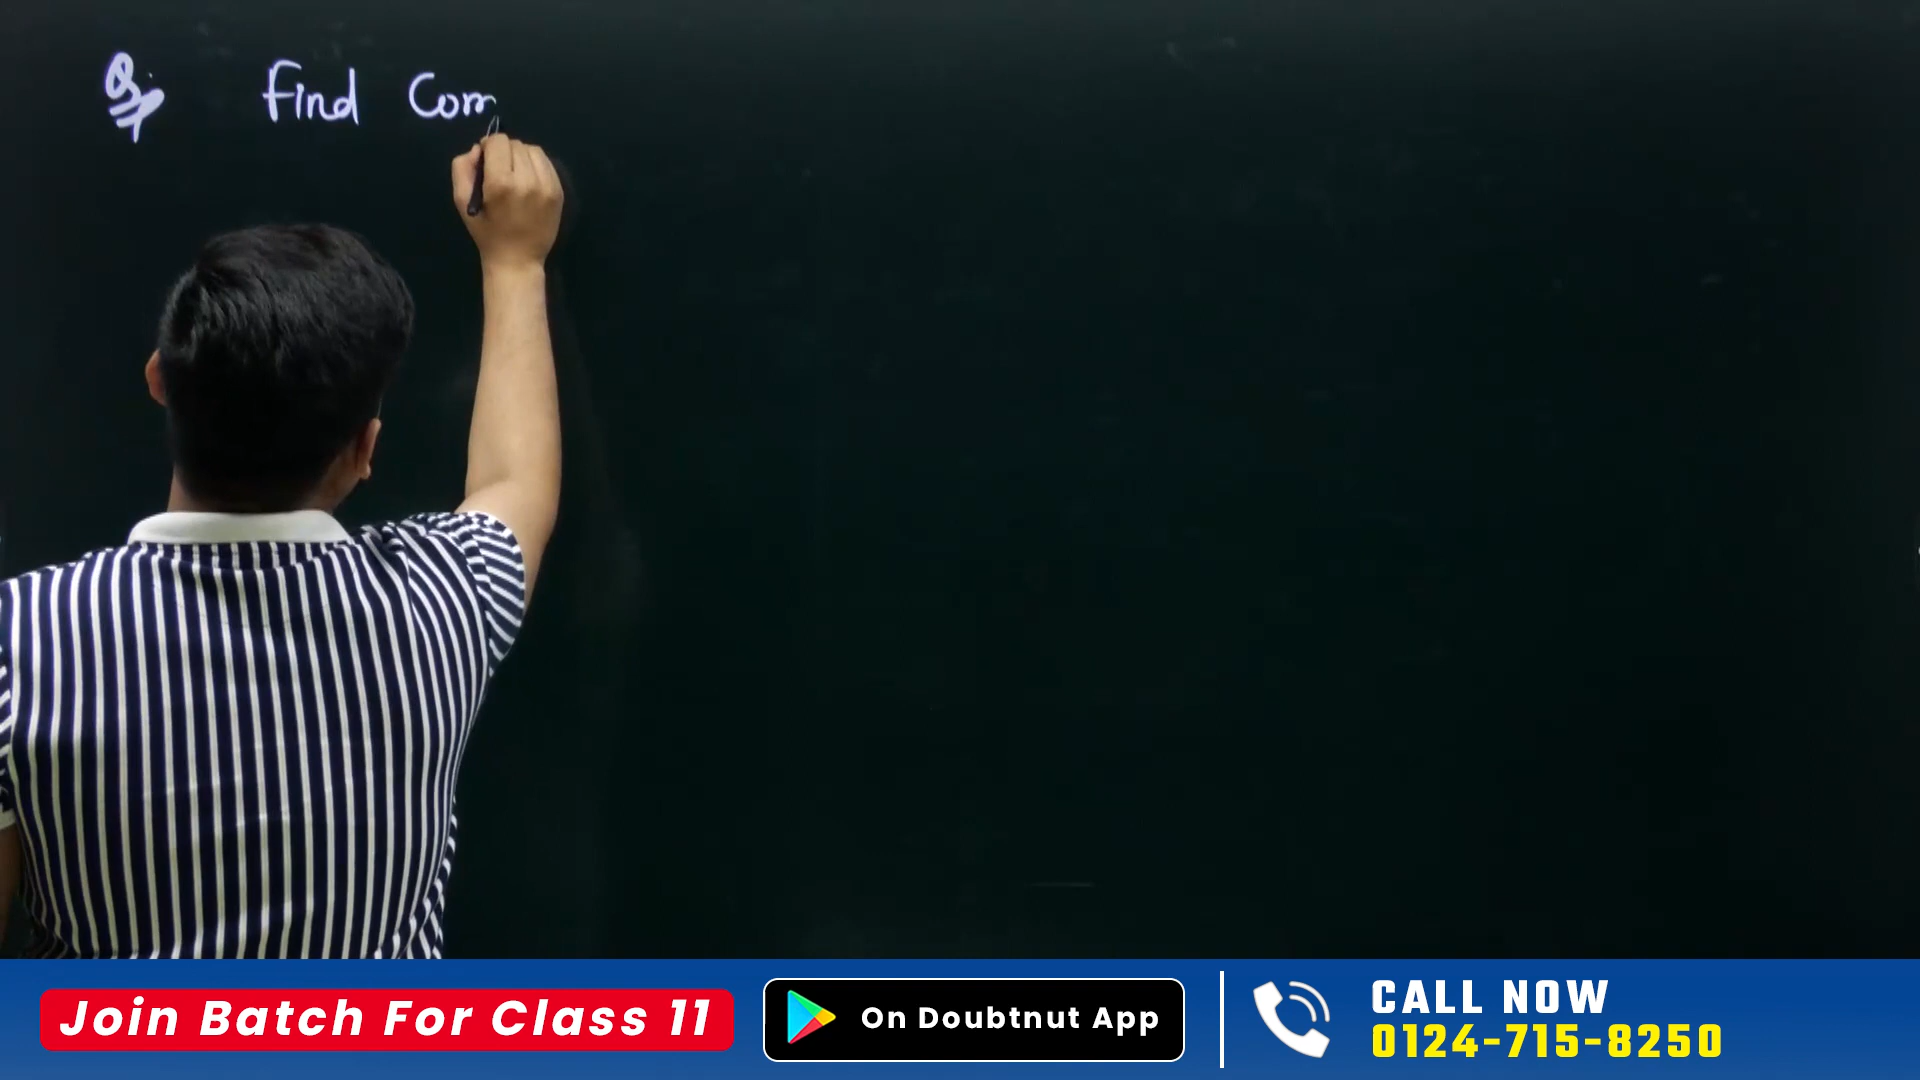 Q. Find Com
Join Batch For Class 11
On Doubtnut App
CALL NOW
0124-715-8250